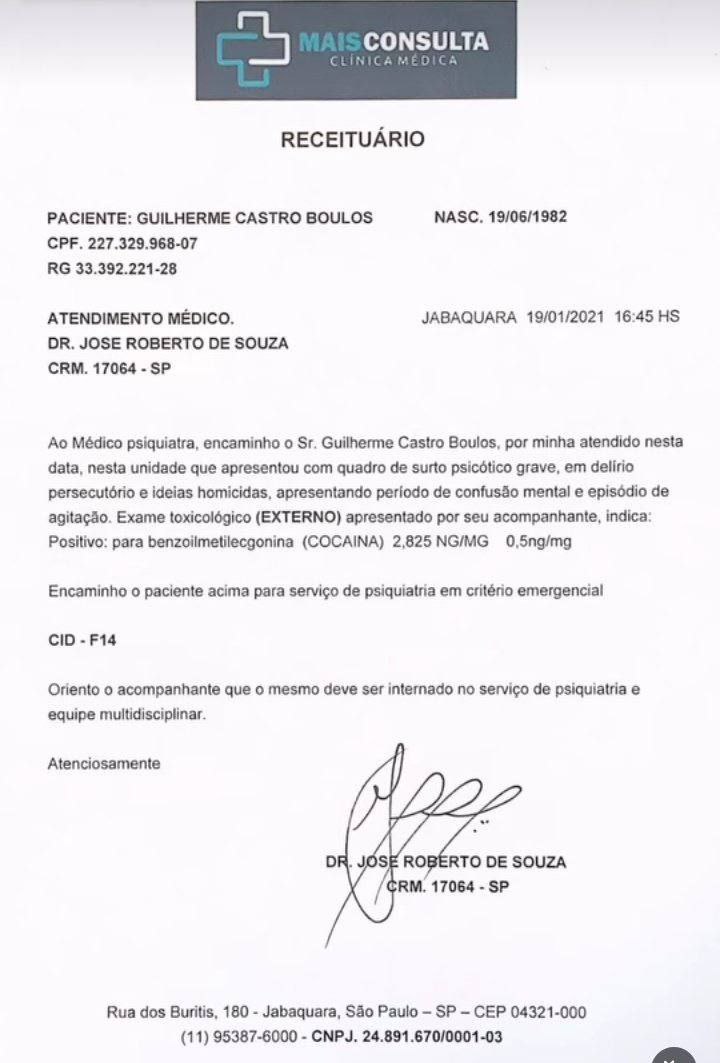 MAISCONSULTA
CLÍNICA MÉDICA
RECEITUÁRIO
PACIENTE: GUILHERME CASTRO BOULOS NASC. 19/06/1982
CPF. 227.329.968-07
RG 33.392.221-28
ATENDIMENTO MÉDICO. JABAQUARA 19/01/2021 16:45 HS
DR. JOSE ROBERTO DE SOUZA
CRM. 17064 - SP
Ao Médico psiquiatra, encaminho o Sr. Guilherme Castro Boulos, por minha atendido nesta
data, nesta unidade que apresentou com quadro de surto psicótico grave, em delírio
persecutório e ideias homicidas, apresentando período de confusão mental e episódio de
agitação. Exame toxicológico (EXTERNO) apresentado por seu acompanhante, indica:
Positivo: para benzoilmetilecgonina (COCAINA) 2,825 NG/MG 0,5ng/mg
Encaminho o paciente acima para serviço de psiquiatria em critério emergencial
CID - F14
Oriento o acompanhante que o mesmo deve ser internado no serviço de psiquiatria e
equipe multidisciplinar.
Atenciosamente
DR. JOSE ROBERTO DE SOUZA
CRM. 17064 - SP
Rua dos Buritis, 180 - Jabaquara, São Paulo – SP – CEP 04321-000
(11) 95387-6000 - CNPJ. 24.891.670/0001-03